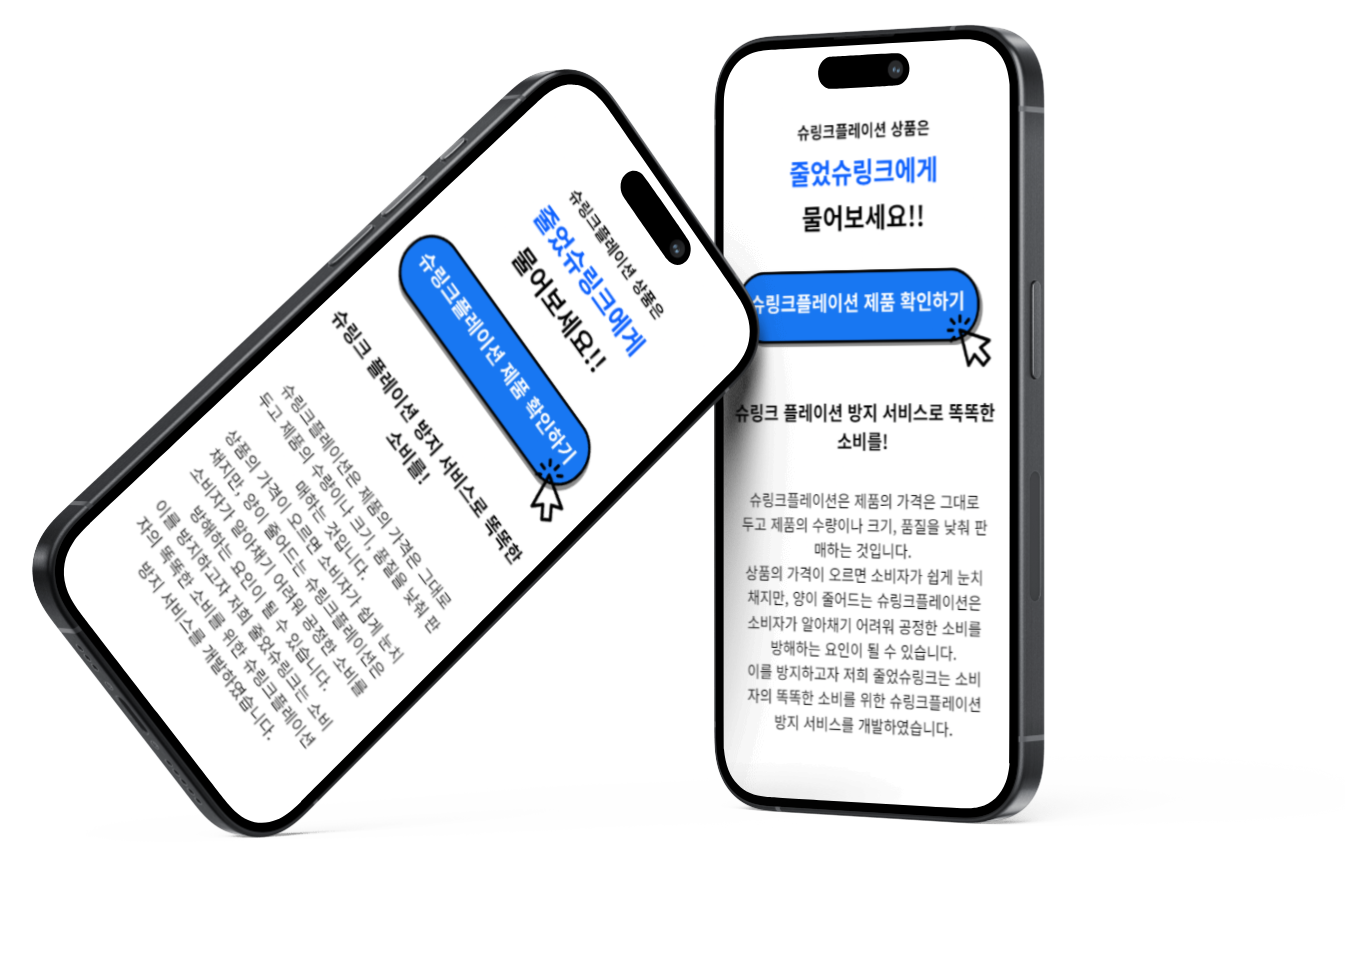 슈링크플레이션 상품은
줄었슈링크에게
물어보세요!!
슈링크플레이션 제품 확인하기
슈링크 플레이션 방지 서비스로 똑똑한
소비를!
슈링크플레이션은 제품의 가격은 그대로
두고 제품의 수량이나 크기, 품질을 낮춰 판
매하는 것입니다.
상품의 가격이 오르면 소비자가 쉽게 눈치
채지만, 양이 줄어드는 슈링크플레이션은
소비자가 알아채기 어려워 공정한 소비를
방해하는 요인이 될 수 있습니다.
이를 방지하고자 저희 줄었슈링크는 소비
자의 똑똑한 소비를 위한 슈링크플레이션
방지 서비스를 개발하였습니다.
슈링크플레이션 상품은
줄었슈링크에게
물어보세요!!
슈링크플레이션 제품 확인하기
슈링크 플레이션 방지 서비스로 똑똑한
소비를!
슈링크플레이션은 제품의 가격은 그대로
두고 제품의 수량이나 크기, 품질을 낮춰 판
매하는 것입니다.
상품의 가격이 오르면 소비자가 쉽게 눈치
채지만, 양이 줄어드는 슈링크플레이션은
소비자가 알아채기 어려워 공정한 소비를
방해하는 요인이 될 수 있습니다.
이를 방지하고자 저희 줄었슈링크는 소비
자의 똑똑한 소비를 위한 슈링크플레이션
방지 서비스를 개발하였습니다.